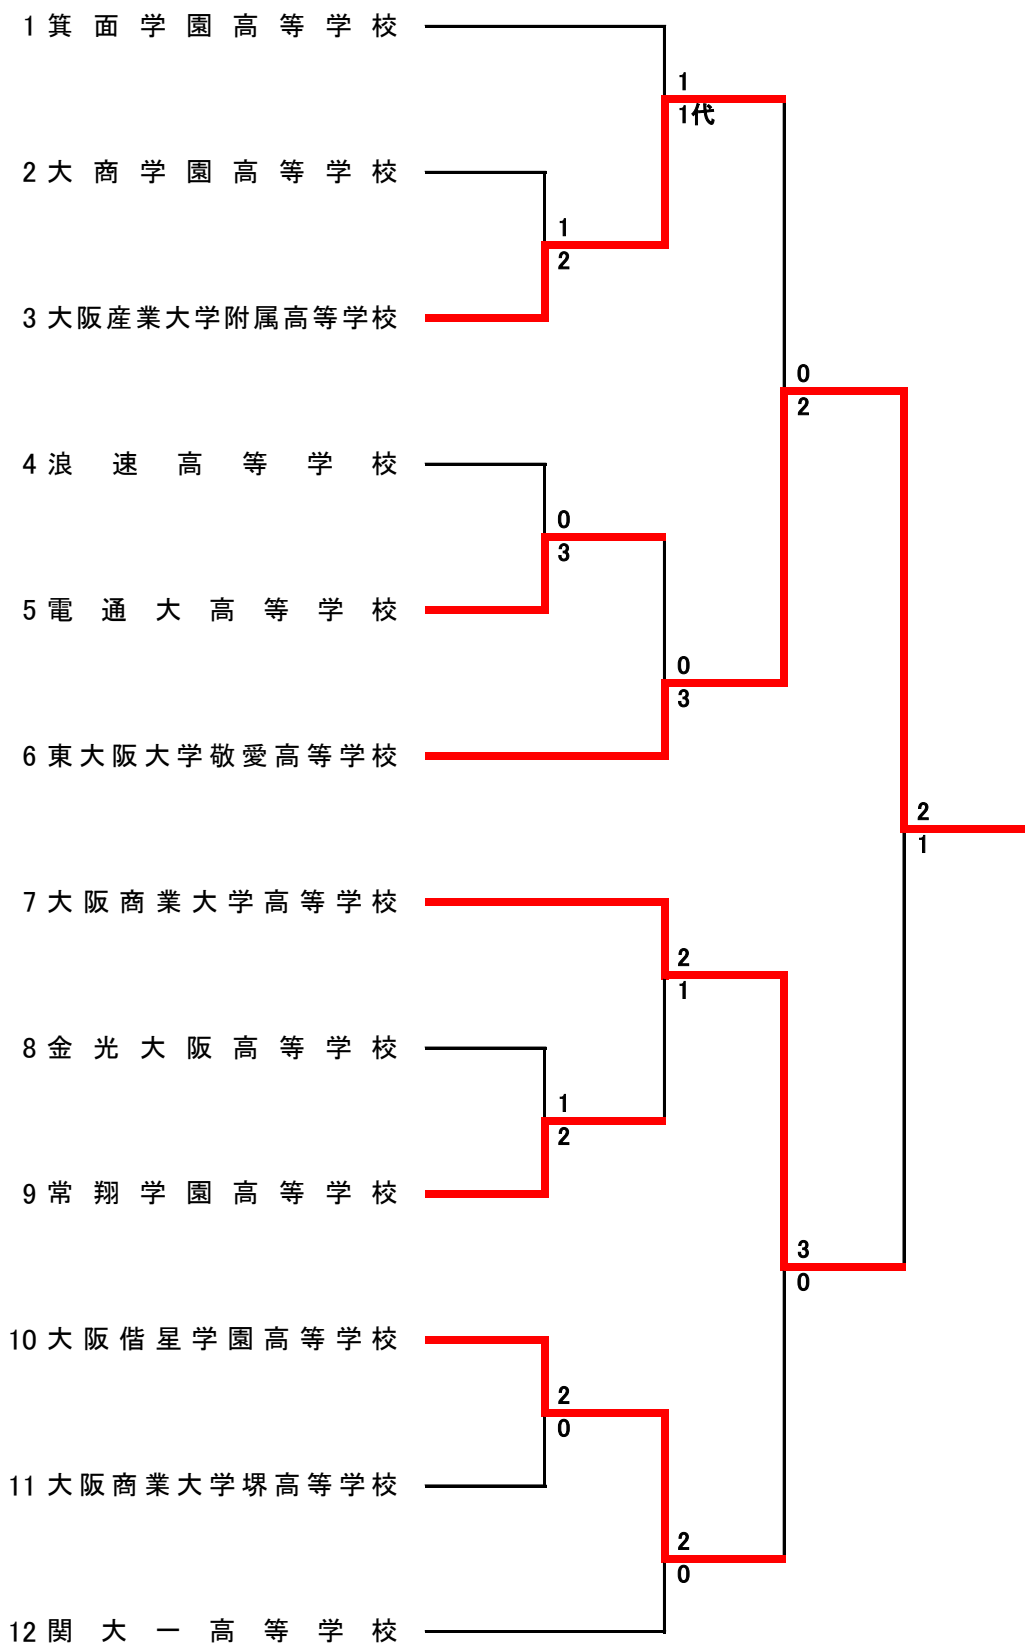 1 箕面学園高等学校
1
1代
2 大商学園高等学校
1
2
3 大阪産業大学附属高等学校
0
2
4 浪速高等学校
0
3
5 電通大高等学校
0
3
6 東大阪大学敬愛高等学校
2
1
7 大阪商業大学高等学校
2
1
8 金光大阪高等学校
1
2
9 常翔学園高等学校
3
0
10 大阪偕星学園高等学校
2
0
11 大阪商業大学堺高等学校
2
0
12 関大一高等学校